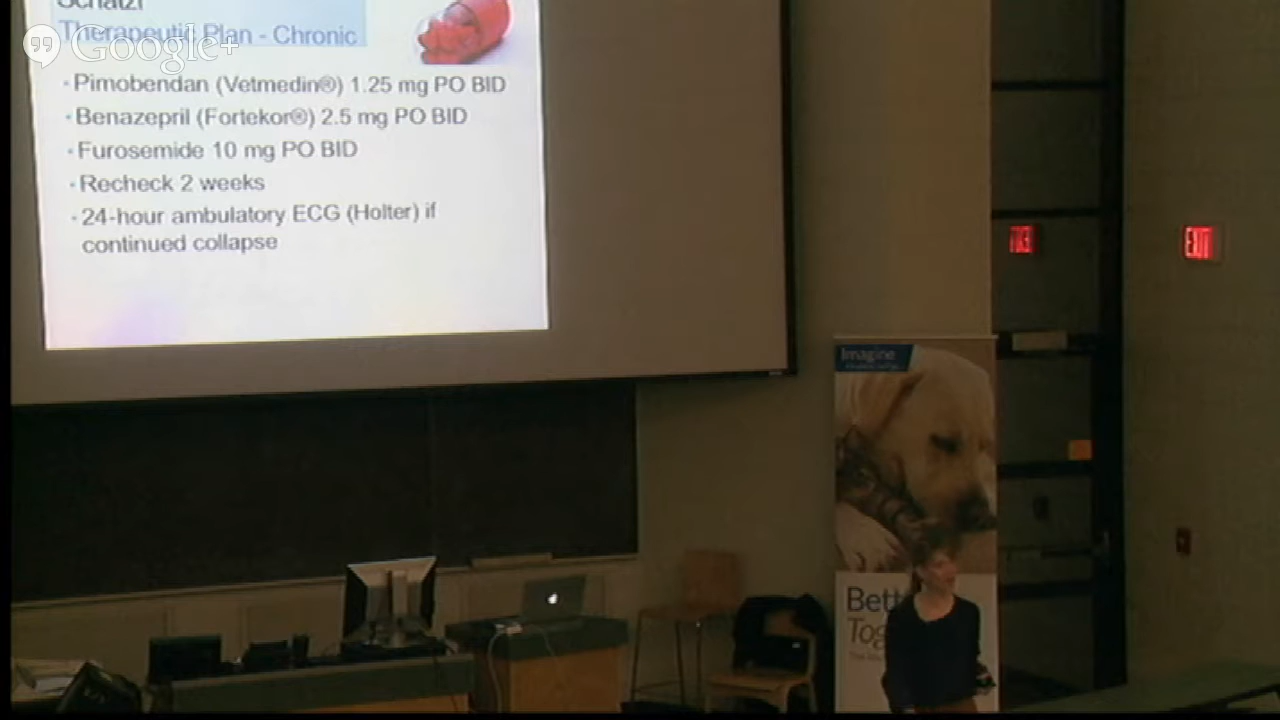 Schatzi
Therapeutic Plan - Chronic
Google+
• Pimobendan (Vetmedin®) 1.25 mg PO BID
• Benazepril (Fortekor®) 2.5 mg PO BID
• Furosemide 10 mg PO BID
• Recheck 2 weeks
• 24-hour ambulatory ECG (Holter) if
continued collapse
EXIT
Imagine
Bett
Tog